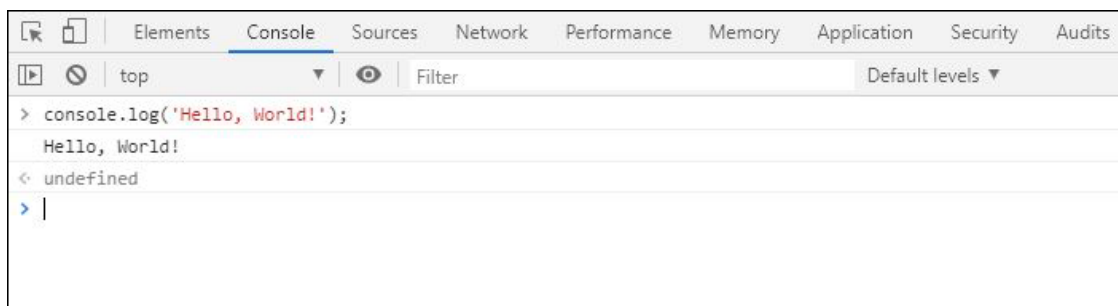 Elements Console Sources Network Performance Memory Application Security Audits
top Filter Default levels ▼
> console.log('Hello, World!');
Hello, World!
undefined
>